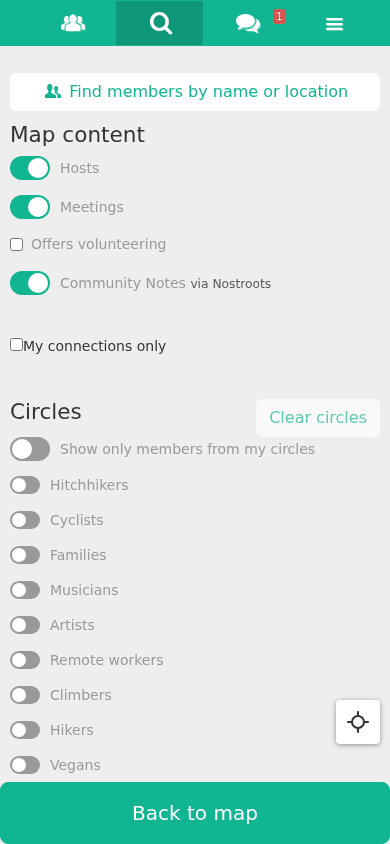 1
Find members by name or location
Map content
Hosts
Meetings
Offers volunteering
Community Notes via Nostroots
My connections only
Circles
Clear circles
Show only members from my circles
Hitchhikers
Cyclists
Families
Musicians
Artists
Remote workers
Climbers
Hikers
Vegans
Back to map